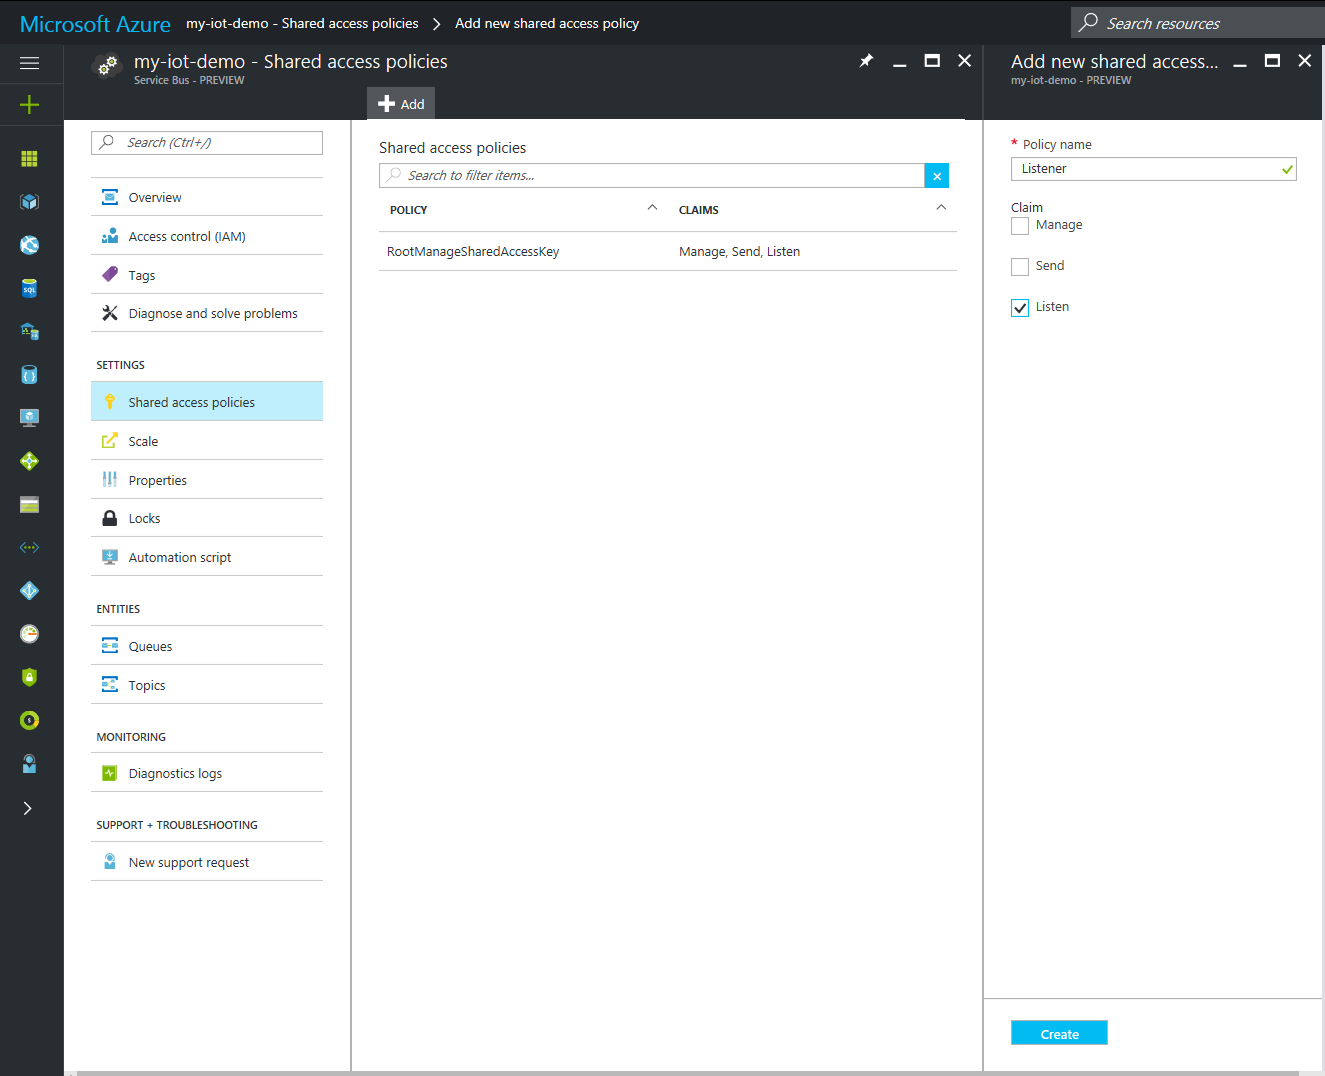 Microsoft Azure my-iot-demo - Shared access policies > Add new shared access policy
Search resources
my-iot-demo - Shared access policies
Service Bus - PREVIEW
Add
Search (Ctrl+/)
Overview
Access control (IAM)
Tags
Diagnose and solve problems
SETTINGS
Shared access policies
Scale
Properties
Locks
Automation script
ENTITIES
Queues
Topics
MONITORING
Diagnostics logs
SUPPORT + TROUBLESHOOTING
New support request
Shared access policies
Search to filter items...
POLICY CLAIMS
RootManageSharedAccessKey Manage, Send, Listen
Add new shared access...
my-iot-demo - PREVIEW
* Policy name
Listener
Claim
Manage
Send
Listen
Create